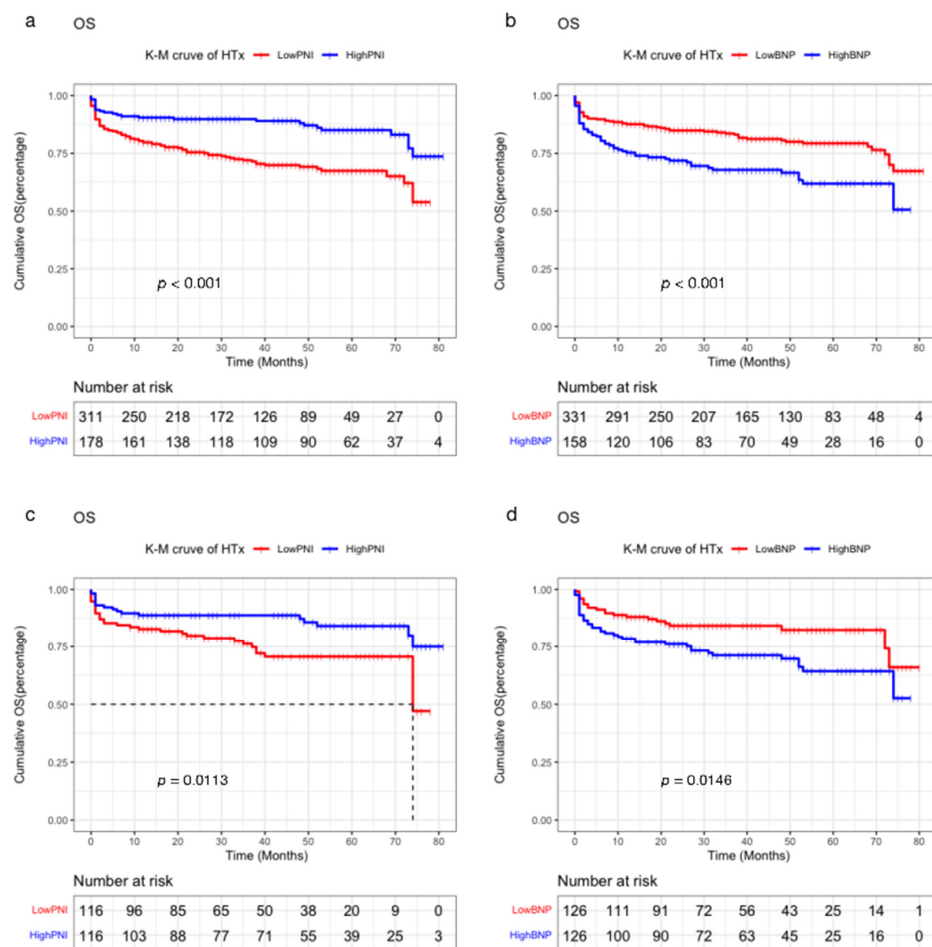 a OS
K-M cruve of HTx LowPNI HighPNI
Cumulative OS(percentage)
1.00
0.75
0.50
0.25
0.00
p < 0.001
0 10 20 30 40 50 60 70 80
Time (Months)
Number at risk
LowPNI 311 250 218 172 126 89 49 27 0
HighPNI 178 161 138 118 109 90 62 37 4
b OS
K-M cruve of HTx LowBNP HighBNP
Cumulative OS(percentage)
1.00
0.75
0.50
0.25
0.00
p < 0.001
0 10 20 30 40 50 60 70 80
Time (Months)
Number at risk
LowBNP 331 291 250 207 165 130 83 48 4
HighBNP 158 120 106 83 70 49 28 16 0
c OS
K-M cruve of HTx LowPNI HighPNI
Cumulative OS(percentage)
1.00
0.75
0.50
0.25
0.00
p = 0.0113
0 10 20 30 40 50 60 70 80
Time (Months)
Number at risk
LowPNI 116 96 85 65 50 38 20 9 0
HighPNI 116 103 88 77 71 55 39 25 3
d OS
K-M cruve of HTx LowBNP HighBNP
Cumulative OS(percentage)
1.00
0.75
0.50
0.25
0.00
p = 0.0146
0 10 20 30 40 50 60 70 80
Time (Months)
Number at risk
LowBNP 126 111 91 72 56 43 25 14 1
HighBNP 126 100 90 72 63 45 25 16 0